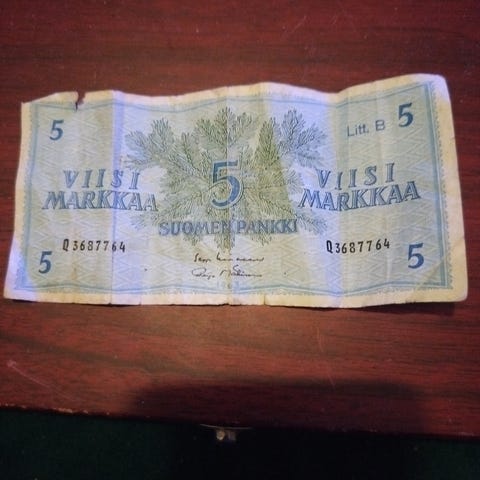 5
Litt. B 5
VIISI
MARKKAA
5
VIISI
MARKKAA
SUOMEN PANKKI
Q3687764
Q3687764
5
5